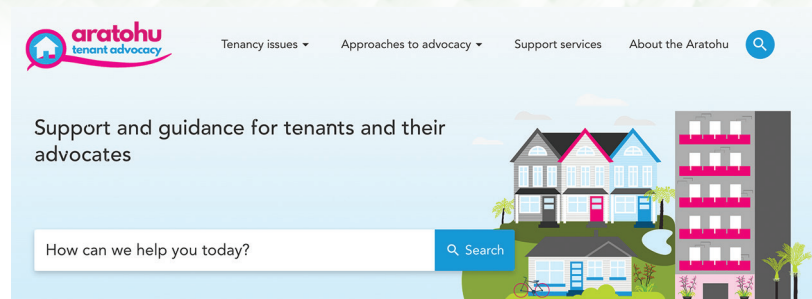 aratohu
tenant advocacy
Tenancy issues
Approaches to advocacy
Support services
About the Aratohu
Support and guidance for tenants and their
advocates
How can we help you today?
Search